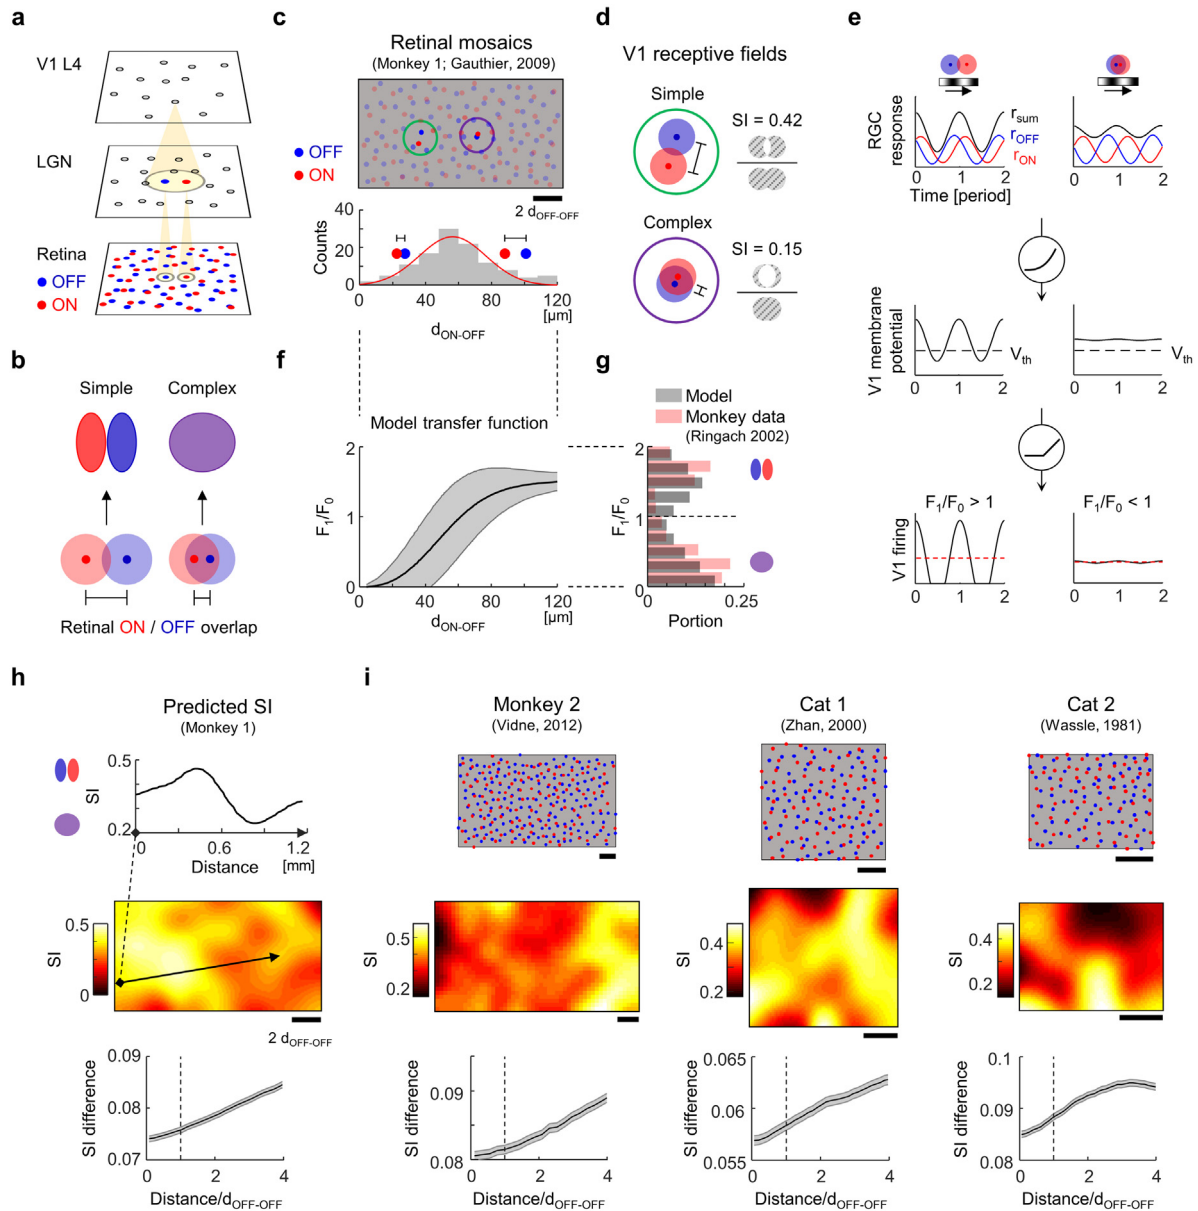 a
V1 L4
LGN
Retina
OFF
ON
b
Simple
Complex
Retinal ON / OFF overlap
c
Retinal mosaics
(Monkey 1; Gauthier, 2009)
OFF
ON
2 dOFF-OFF
Counts
40
20
0
0
40
80
120
[µm]
dON-OFF
d
V1 receptive fields
Simple
SI = 0.42
Complex
SI = 0.15
e
RGC
response
rsum
rOFF
rON
0
1
2
0
1
2
Time [period]
V1 membrane
potential
Vth
Vth
0
1
2
0
1
2
F1/F0 > 1
F1/F0 < 1
V1 firing
0
1
2
0
1
2
f
Model transfer function
F1/F0
2
1
0
0
40
80
120
[µm]
dON-OFF
g
Model
Monkey data
(Ringach 2002)
F1/F0
2
1
0
0
0.25
Portion
h
Predicted SI
(Monkey 1)
SI
0.5
0.2
0
0.6
1.2
Distance
[mm]
SI
0.5
0
2 dOFF-OFF
SI difference
0.09
0.08
0.07
0
2
4
Distance/dOFF-OFF
i
Monkey 2
(Vidne, 2012)
SI
0.5
0.2
SI difference
0.09
0.08
0
2
4
Distance/dOFF-OFF
Cat 1
(Zhan, 2000)
SI
0.4
0.2
SI difference
0.065
0.06
0.055
0
2
4
Distance/dOFF-OFF
Cat 2
(Wassle, 1981)
SI
0.4
0.2
SI difference
0.1
0.09
0.08
0
2
4
Distance/dOFF-OFF